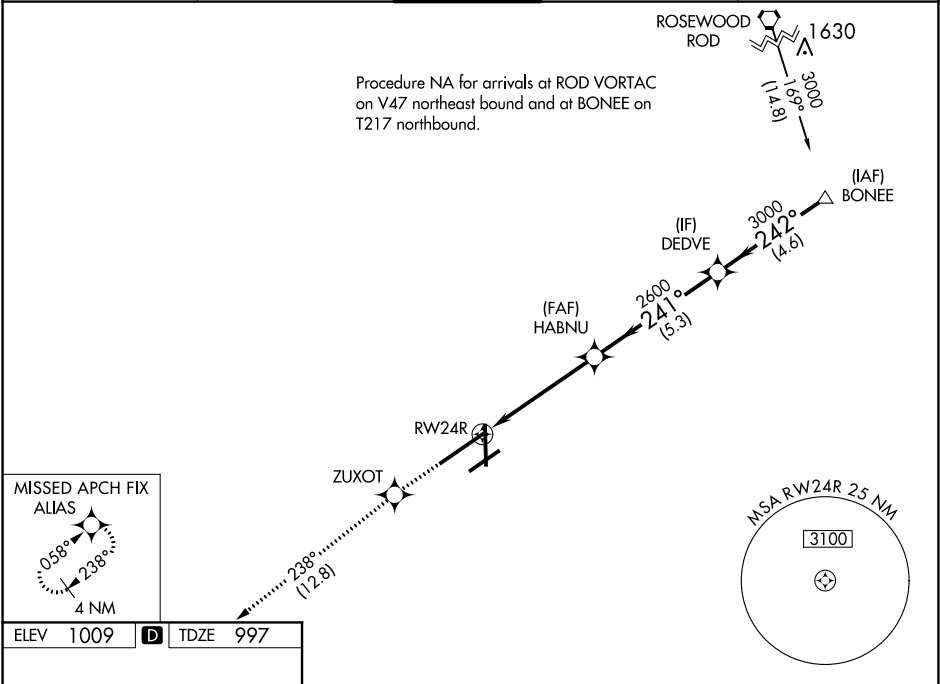 ROSEWOOD
ROD
1630
Procedure NA for arrivals at ROD VORTAC
on V47 northeast bound and at BONEE on
T217 northbound.
3000
169°
(14.8)
(IAF)
BONEE
3000
242°
(4.6)
(IF)
DEDVE
2600
241°
(5.3)
(FAF)
HABNU
RW24R
ZUXOT
238°
(12.8)
MISSED APCH FIX
ALIAS
058°
238°
4 NM
MSA RW24R 25 NM
3100
ELEV 1009 D TDZE 997